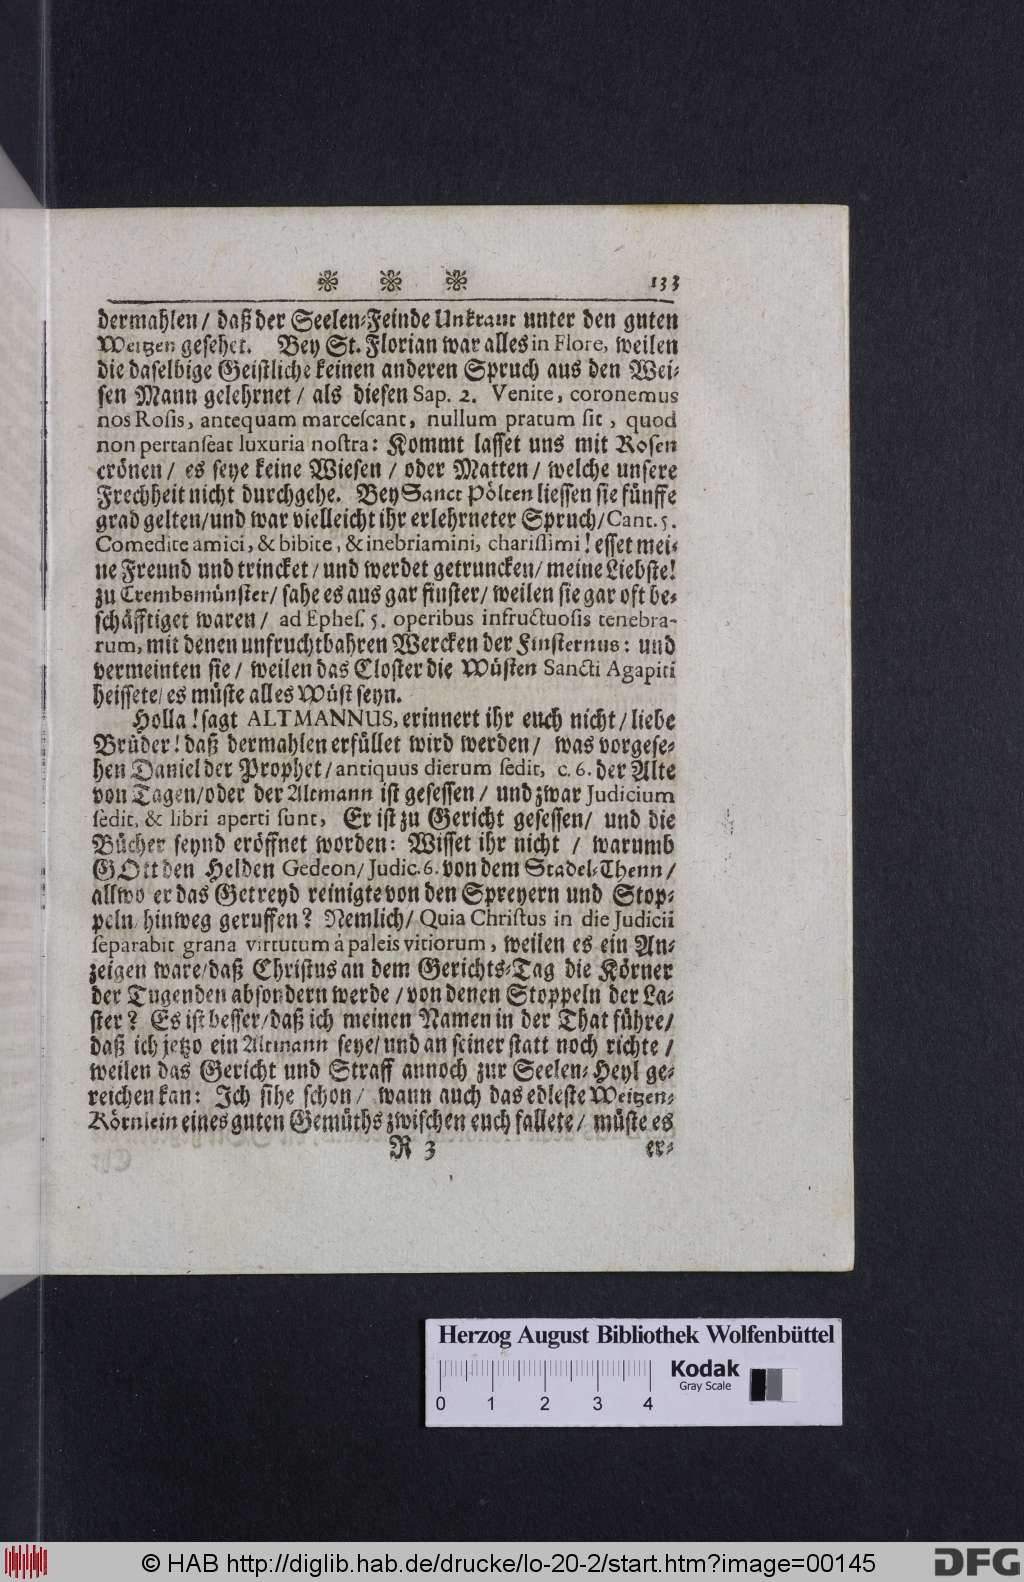 133
dermahlen / daß der Seelen-Feinde Unkraut unter den guten
Weitzen gesehet. Bey St. Florian war alles in Flore, weilen
die daselbige Geistliche keinen anderen Spruch aus den Wei-
sen Mann gelehrnet / als diesen Sap. 2. Venite, coronemus
nos Rosis, antequam marcescant, nullum pratum sit, quod
non pertanseat luxuria nostra: Kommt lasset uns mit Rosen
crönen / es seye keine Wiesen / oder Matten / welche unsere
Frechheit nicht durchgehe. Bey Sanct Pölten liessen sie fünffe
grad gelten/und war vielleicht ihr erlehrneter Spruch/Cant. 5.
Comedite amici, & bibite, & inebriamini, charissimi! esset mei-
ne Freund und trincket / und werdet getruncken/ meine Liebste!
zu Crembsmünster/ sahe es aus gar finster/ weilen sie gar oft be-
schäfftiget waren / ad Ephes. 5. operibus infructuosis tenebra-
rum, mit denen unfruchtbahren Wercken der Finsternus: und
vermeinten sie / weilen das Closter die Wüsten Sancti Agapiti
heissete/ es müste alles Wüst seyn.
Holla! sagt ALTMANNUS, erinnert ihr euch nicht / liebe
Brüder! daß dermahlen erfüllet wird werden / was vorgese-
hen Daniel der Prophet / antiquus dierum sedit, c. 6. der Alte
von Tagen/oder der Altmann ist gesessen / und zwar Judicium
sedit, & libri aperti sunt, Er ist zu Gericht gesessen / und die
Bücher seynd eröffnet worden: Wisset ihr nicht / warumb
GOtt den Helden Gedeon / Judic. 6. von dem Stadel-Thenn /
allwo er das Getreyd reinigte von den Spreyern und Stop-
peln/ hinweg geruffen? Nemlich/ Quia Christus in die Judicii
separabit grana virtutum à paleis vitiorum, weilen es ein An-
zeigen ware/daß Christus an dem Gerichts-Tag die Körner
der Tugenden absondern werde / von denen Stoppeln der La-
ster? Es ist besser/daß ich meinen Namen in der That führe/
daß ich jetzo ein Altmann seye/ und an seiner statt noch richte /
weilen das Gericht und Straff annoch zur Seelen-Heyl ge-
reichen kan: Ich sihe schon / wann auch das edleste Weitzen-
Körnlein eines guten Gemüths zwischen euch fallete / müste es
R 3 er-
Herzog August Bibliothek Wolfenbüttel
Kodak
Gray Scale
0 1 2 3 4
© HAB http://diglib.hab.de/drucke/lo-20-2/start.htm?image=00145
DFG